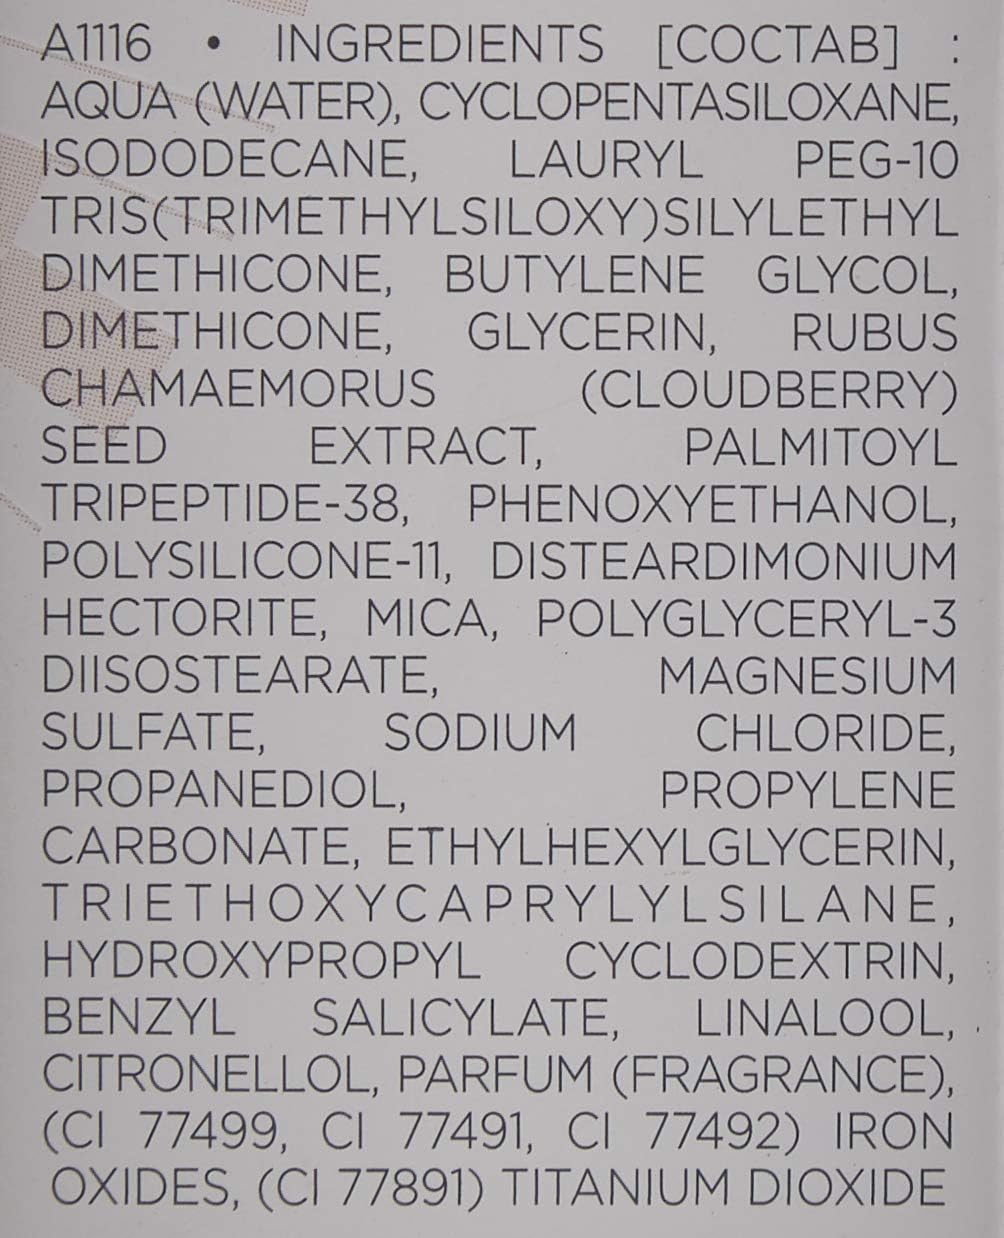 A1116 • INGREDIENTS [COCTAB] :
AQUA (WATER), CYCLOPENTASILOXANE,
ISODODECANE, LAURYL PEG-10
TRIS(TRIMETHYLSILOXY)SILYLETHYL
DIMETHICONE, BUTYLENE GLYCOL,
DIMETHICONE, GLYCERIN, RUBUS
CHAMAEMORUS (CLOUDBERRY)
SEED EXTRACT, PALMITOYL
TRIPEPTIDE-38, PHENOXYETHANOL,
POLYSILICONE-11, DISTEARDIMONIUM
HECTORITE, MICA, POLYGLYCERYL-3
DIISOSTEARATE, MAGNESIUM
SULFATE, SODIUM CHLORIDE,
PROPANEDIOL, PROPYLENE
CARBONATE, ETHYLHEXYLGLYCERIN,
TRIETHOXYCAPRYLYLSILANE,
HYDROXYPROPYL CYCLODEXTRIN,
BENZYL SALICYLATE, LINALOOL,
CITRONELLOL, PARFUM (FRAGRANCE),
(CI 77499, CI 77491, CI 77492) IRON
OXIDES, (CI 77891) TITANIUM DIOXIDE